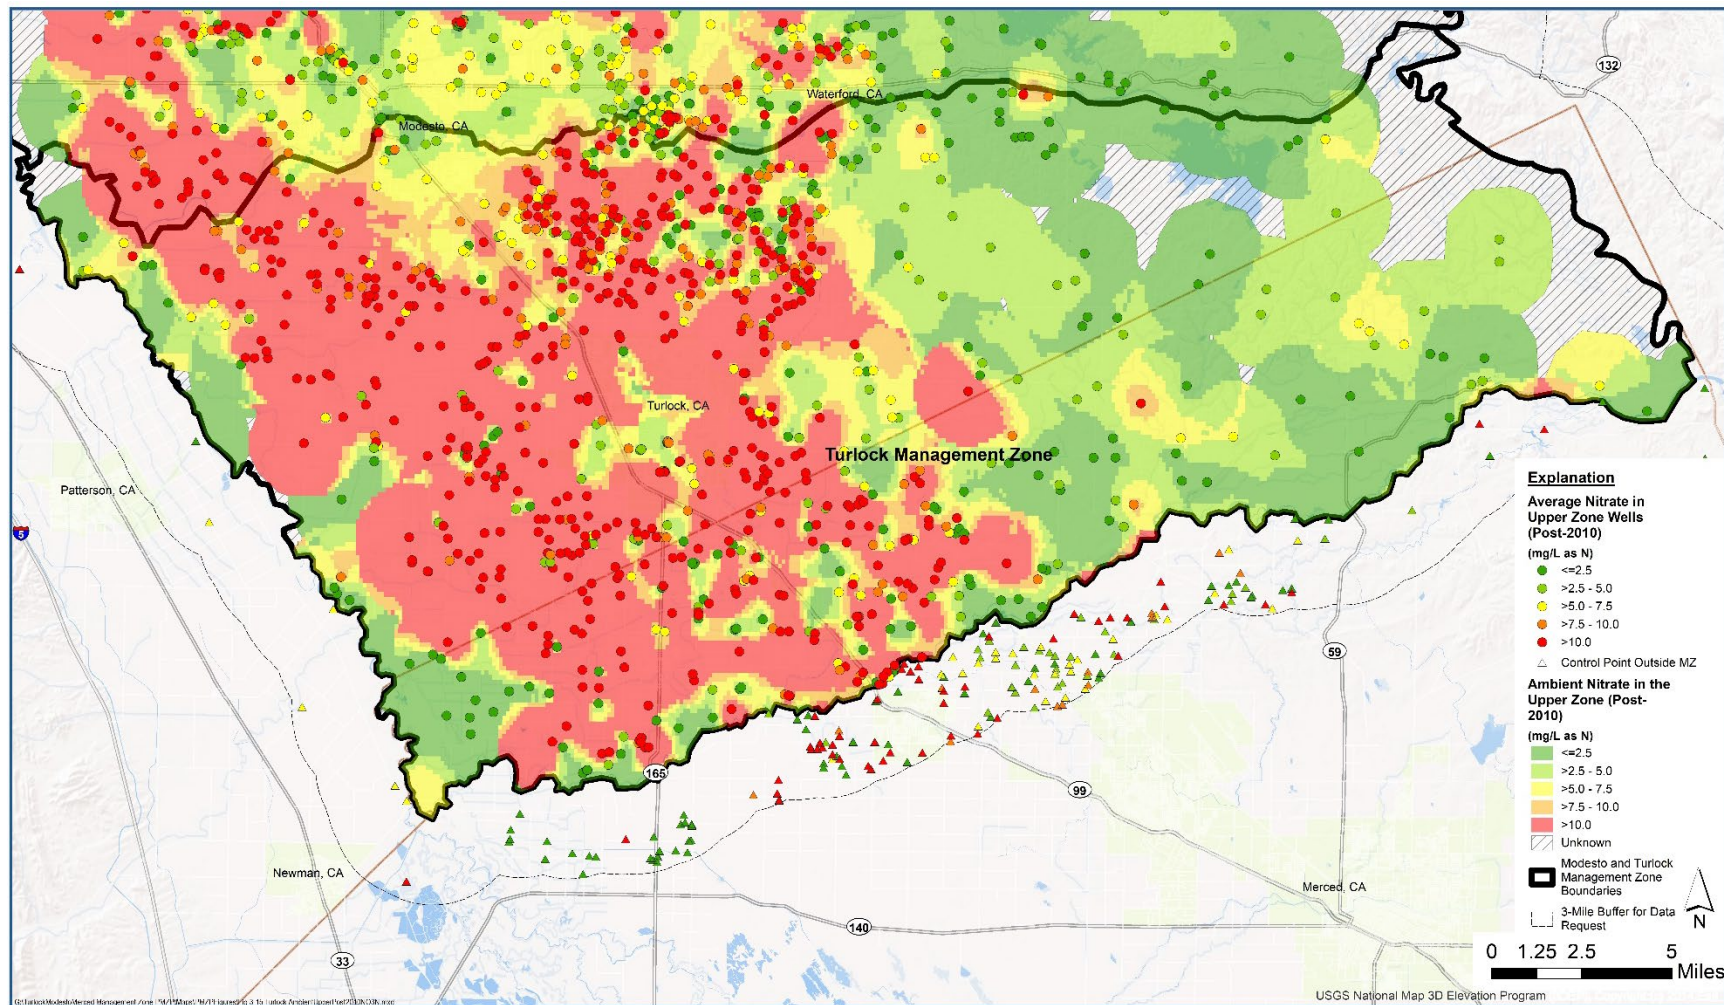 132
Waterford, CA
Modesto, CA
Turlock, CA
Turlock Management Zone
Patterson, CA
5
59
165
99
Newman, CA
Merced, CA
140
33
Explanation
Average Nitrate in
Upper Zone Wells
(Post-2010)
(mg/L as N)
<=2.5
>2.5 - 5.0
>5.0 - 7.5
>7.5 - 10.0
>10.0
Control Point Outside MZ
Ambient Nitrate in the
Upper Zone (Post-
2010)
(mg/L as N)
<=2.5
>2.5 - 5.0
>5.0 - 7.5
>7.5 - 10.0
>10.0
Unknown
Modesto and Turlock
Management Zone
Boundaries
3-Mile Buffer for Data
Request
N
0 1.25 2.5 5
Miles
USGS National Map 3D Elevation Program